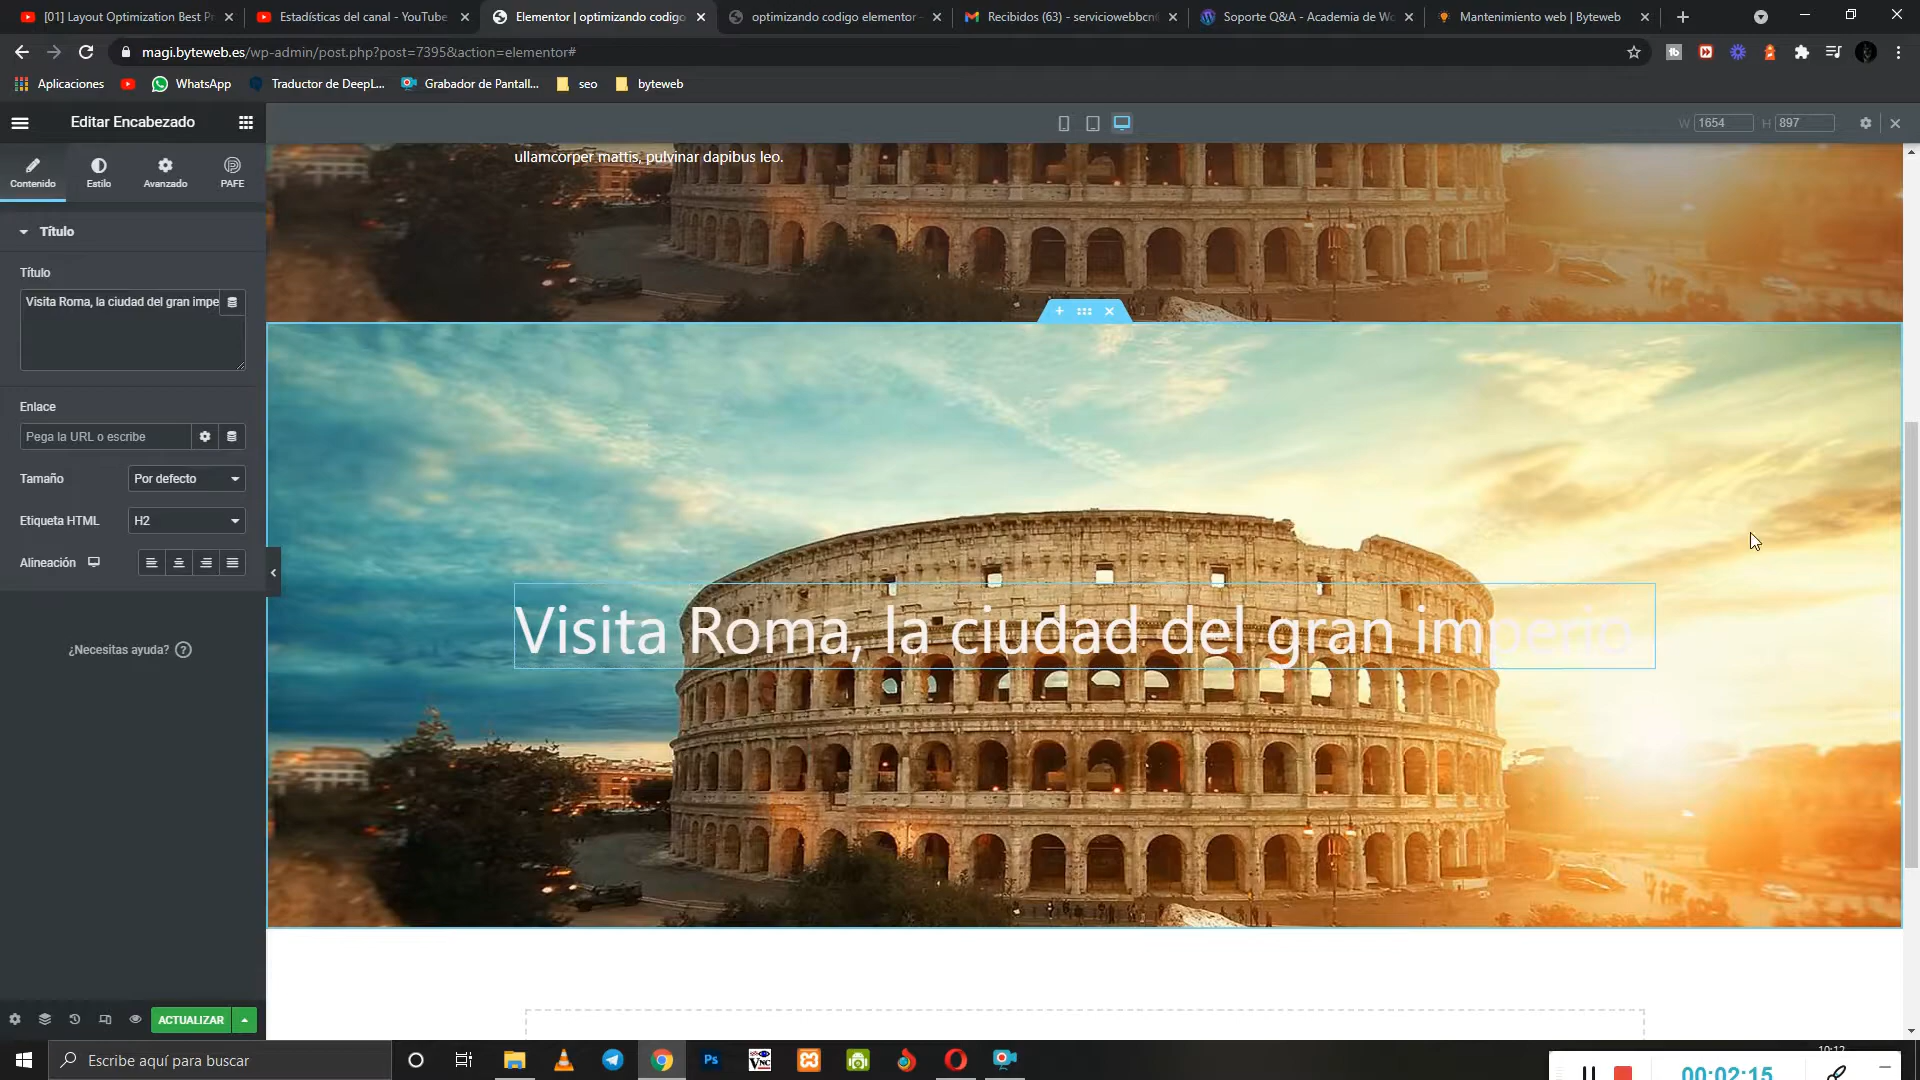 [01] Layout Optimization Best Pr
Estadísticas del canal - YouTube
Elementor | optimizando codigo
optimizando codigo elementor -
Recibidos (63) - serviciowebbcn
Soporte Q&A - Academia de Wo
Mantenimiento web | Byteweb
magi.byteweb.es/wp-admin/post.php?post=7395&action=elementor#
Aplicaciones
WhatsApp
Traductor de DeepL...
Grabador de Pantall...
seo
byteweb
Editar Encabezado
W 1654
H 897
Contenido
Estilo
Avanzado
PAFE
ullamcorper mattis, pulvinar dapibus leo.
Título
Título
Visita Roma, la ciudad del gran impe
Enlace
Pega la URL o escribe
Tamaño
Por defecto
Etiqueta HTML
H2
Alineación
¿Necesitas ayuda?
Visita Roma, la ciudad del gran imperio
ACTUALIZAR
Escribe aquí para buscar
Ps
VNC
10:12
00:02:15